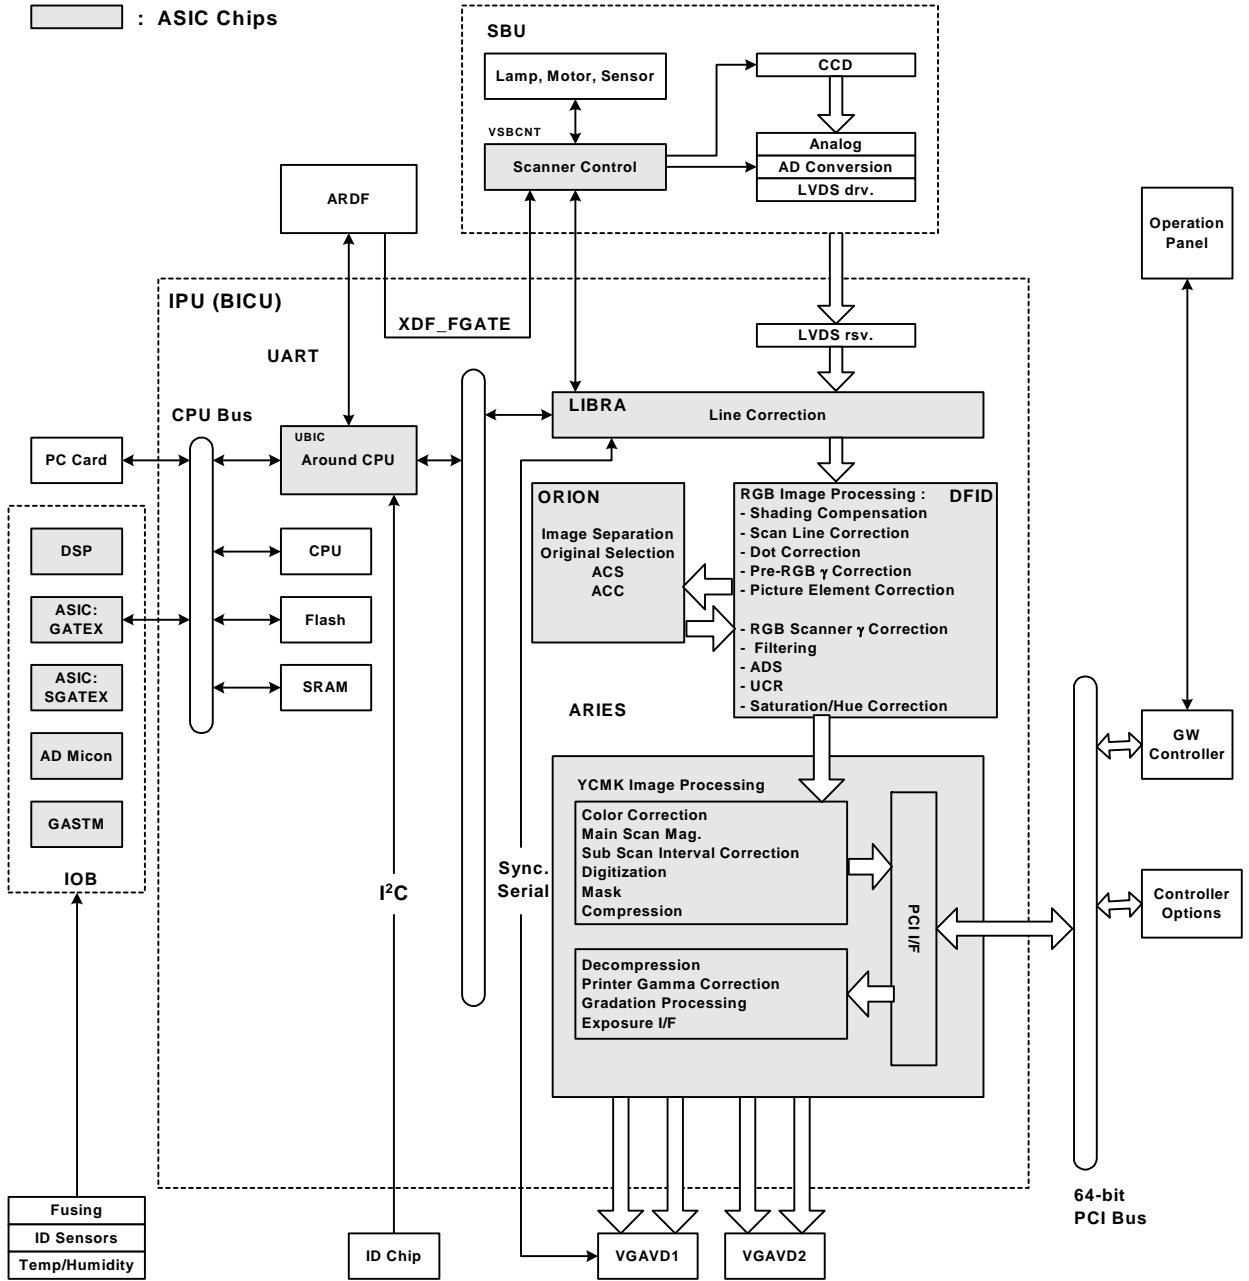 : ASIC Chips
SBU
Lamp, Motor, Sensor
CCD
VSBCNT
Scanner Control
Analog
AD Conversion
LVDS drv.
ARDF
Operation
Panel
IPU (BICU)
XDF_FGATE
UART
LVDS rsv.
CPU Bus
LIBRA
Line Correction
PC Card
UBIC
Around CPU
ORION
Image Separation
Original Selection
ACS
ACC
RGB Image Processing :
DFID
- Shading Compensation
- Scan Line Correction
- Dot Correction
- Pre-RGB γ Correction
- Picture Element Correction
- RGB Scanner γ Correction
- Filtering
- ADS
- UCR
- Saturation/Hue Correction
DSP
CPU
ASIC:
GATEX
Flash
ASIC:
SGATEX
SRAM
ARIES
AD Micon
GW
Controller
GASTM
YCMK Image Processing
Color Correction
Main Scan Mag.
Sub Scan Interval Correction
Digitization
Mask
Compression
IOB
I²C
Sync.
Serial
PCI I/F
Controller
Options
Decompression
Printer Gamma Correction
Gradation Processing
Exposure I/F
64-bit
PCI Bus
Fusing
ID Sensors
Temp/Humidity
ID Chip
VGAVD1
VGAVD2